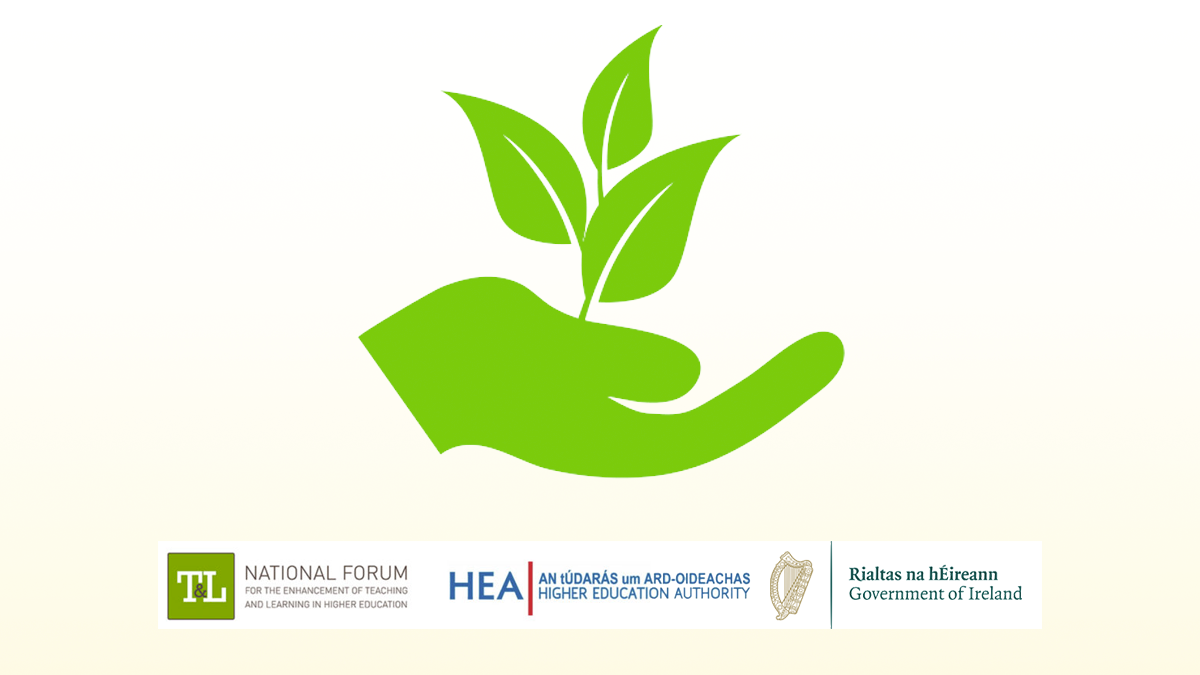 T&L
NATIONAL FORUM
FOR THE ENHANCEMENT OF TEACHING
AND LEARNING IN HIGHER EDUCATION
HEA
AN tÚDARÁS um ARD-OIDEACHAS
HIGHER EDUCATION AUTHORITY
Rialtas na hÉireann
Government of Ireland